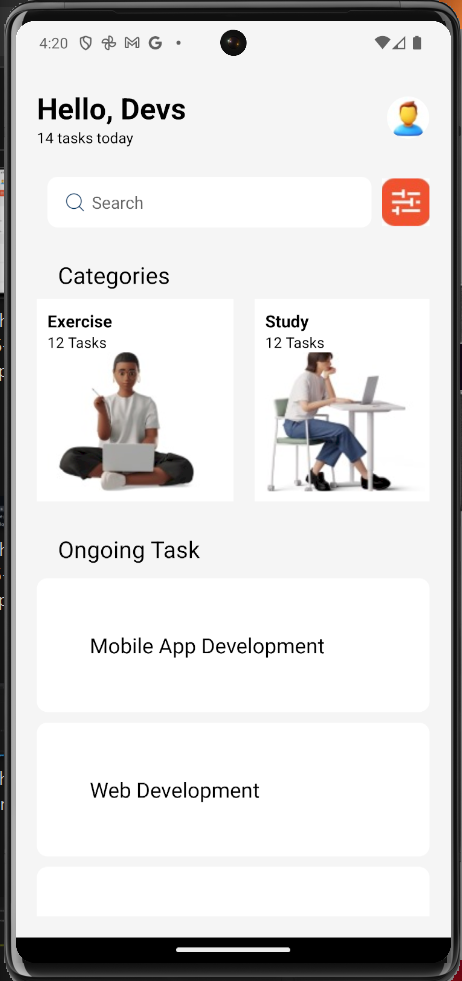 4:20
Hello, Devs
14 tasks today
Search
Categories
Exercise
12 Tasks
Study
12 Tasks
Ongoing Task
Mobile App Development
Web Development